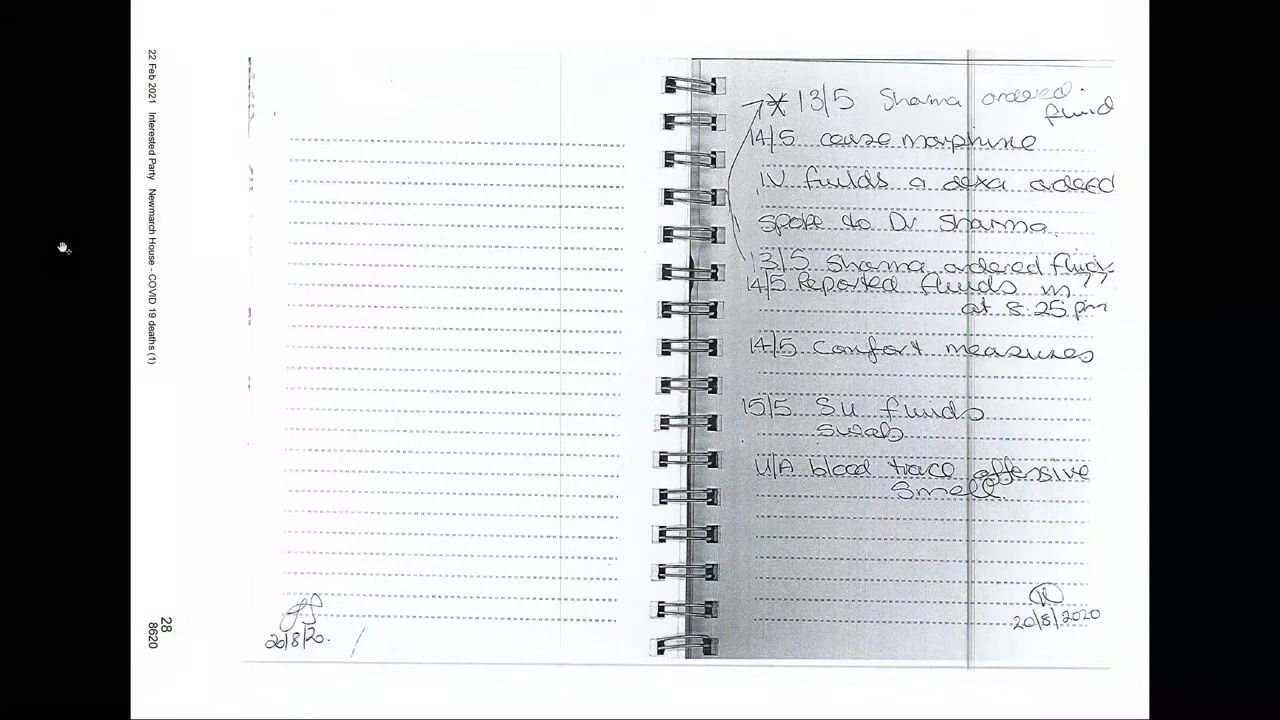 22 Feb 2021 Interested Party Newmarch House - COVID 19 deaths (1)
28
8620
20/8/20.
* 13/5 Sharma ordered
fluid
14/5 cease morphine
IV fluids a dexa ordered
spoke to Dr Sharma.
13/5 Sharma ordered fluids
14/5 Reported fluids in
at 8.25pm
14/5 Comfort measures
15/5 fluids
swab
U/A blood trace offensive
smell
20/8/2020